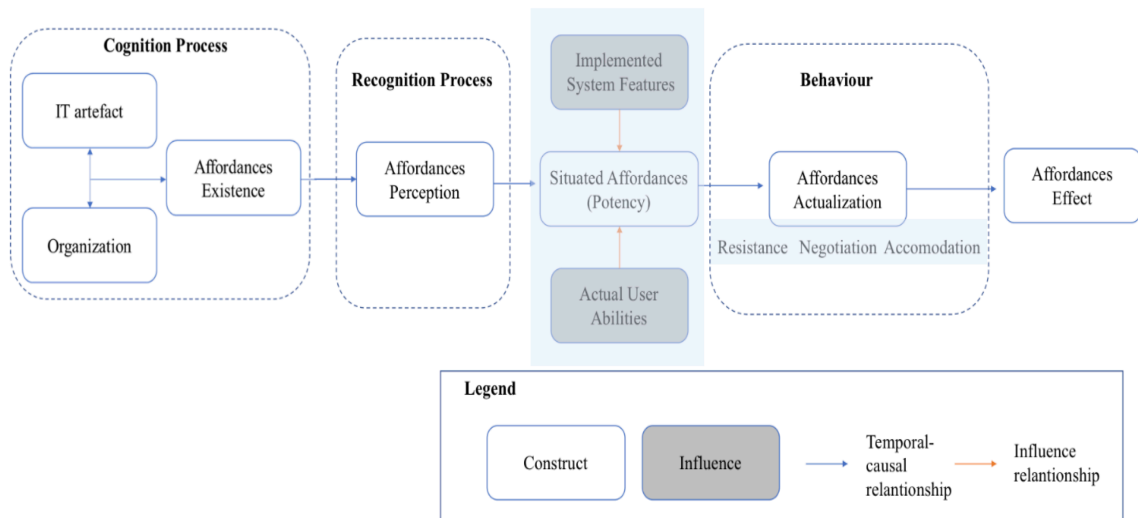 Cognition Process
IT artefact
Organization
Affordances
Existence
Recognition Process
Affordances
Perception
Implemented
System Features
Situated Affordances
(Potency)
Actual User
Abilities
Behaviour
Affordances
Actualization
Resistance Negotiation Accomodation
Affordances
Effect
Legend
Construct
Influence
Temporal-
causal
relantionship
Influence
relantionship